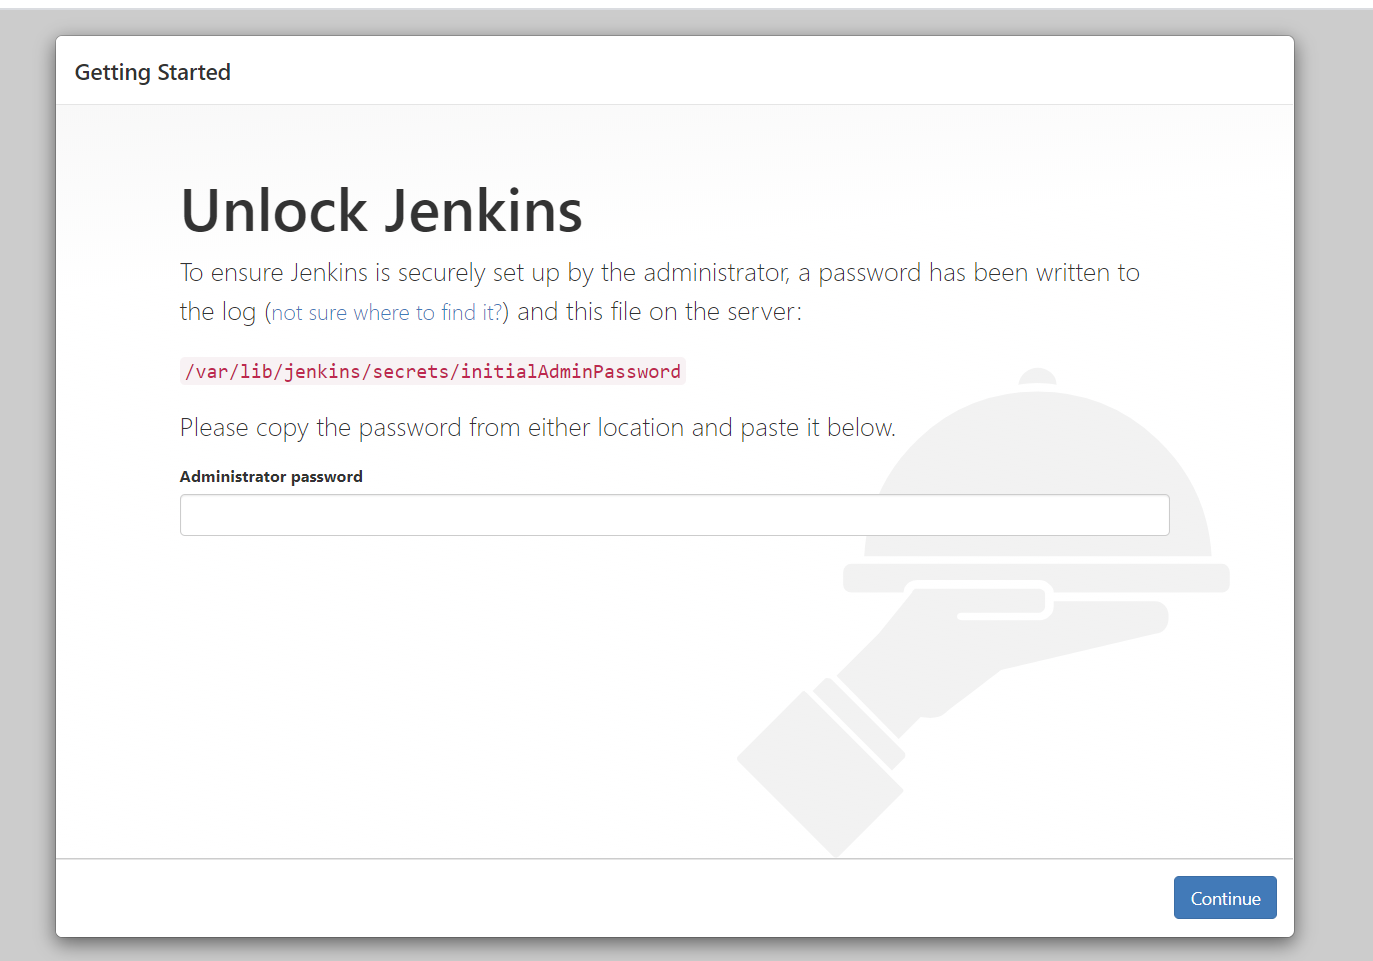 Getting Started
Unlock Jenkins
To ensure Jenkins is securely set up by the administrator, a password has been written to
the log (not sure where to find it?) and this file on the server:
/var/lib/jenkins/secrets/initialAdminPassword
Please copy the password from either location and paste it below.
Administrator password
Continue